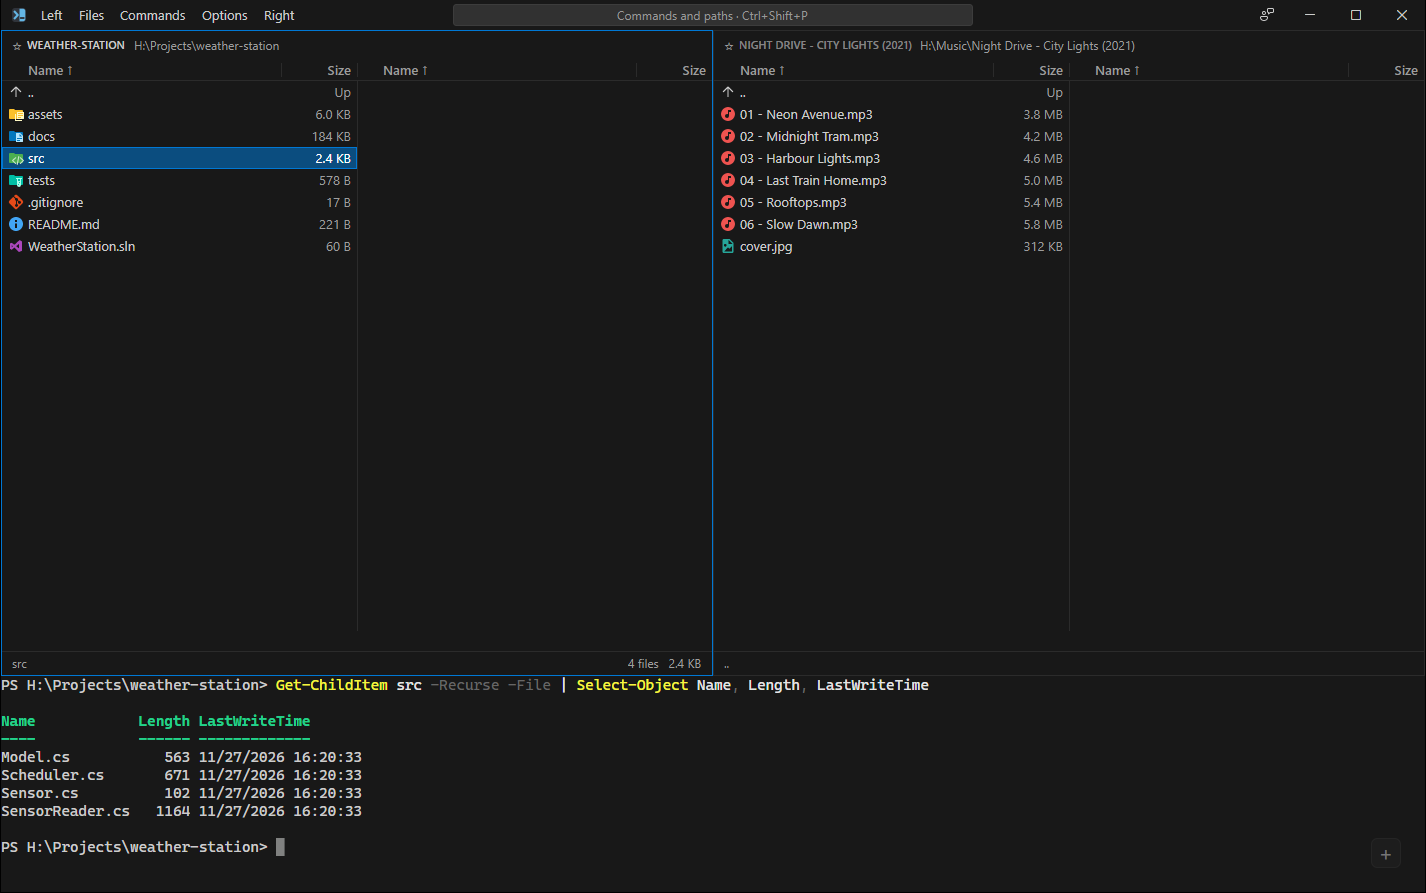 Left Files Commands Options Right
Commands and paths · Ctrl+Shift+P
WEATHER-STATION H:\Projects\weather-station
Name ↑ Size Name ↑ Size
.. Up
assets 6.0 KB
docs 184 KB
src 2.4 KB
tests 578 B
.gitignore 17 B
README.md 221 B
WeatherStation.sln 60 B
src 4 files 2.4 KB
NIGHT DRIVE - CITY LIGHTS (2021) H:\Music\Night Drive - City Lights (2021)
Name ↑ Size Name ↑ Size
.. Up
01 - Neon Avenue.mp3 3.8 MB
02 - Midnight Tram.mp3 4.2 MB
03 - Harbour Lights.mp3 4.6 MB
04 - Last Train Home.mp3 5.0 MB
05 - Rooftops.mp3 5.4 MB
06 - Slow Dawn.mp3 5.8 MB
cover.jpg 312 KB
..
PS H:\Projects\weather-station> Get-ChildItem src -Recurse -File | Select-Object Name, Length, LastWriteTime
Name Length LastWriteTime
---- ------ -------------
Model.cs 563 11/27/2026 16:20:33
Scheduler.cs 671 11/27/2026 16:20:33
Sensor.cs 102 11/27/2026 16:20:33
SensorReader.cs 1164 11/27/2026 16:20:33
PS H:\Projects\weather-station>